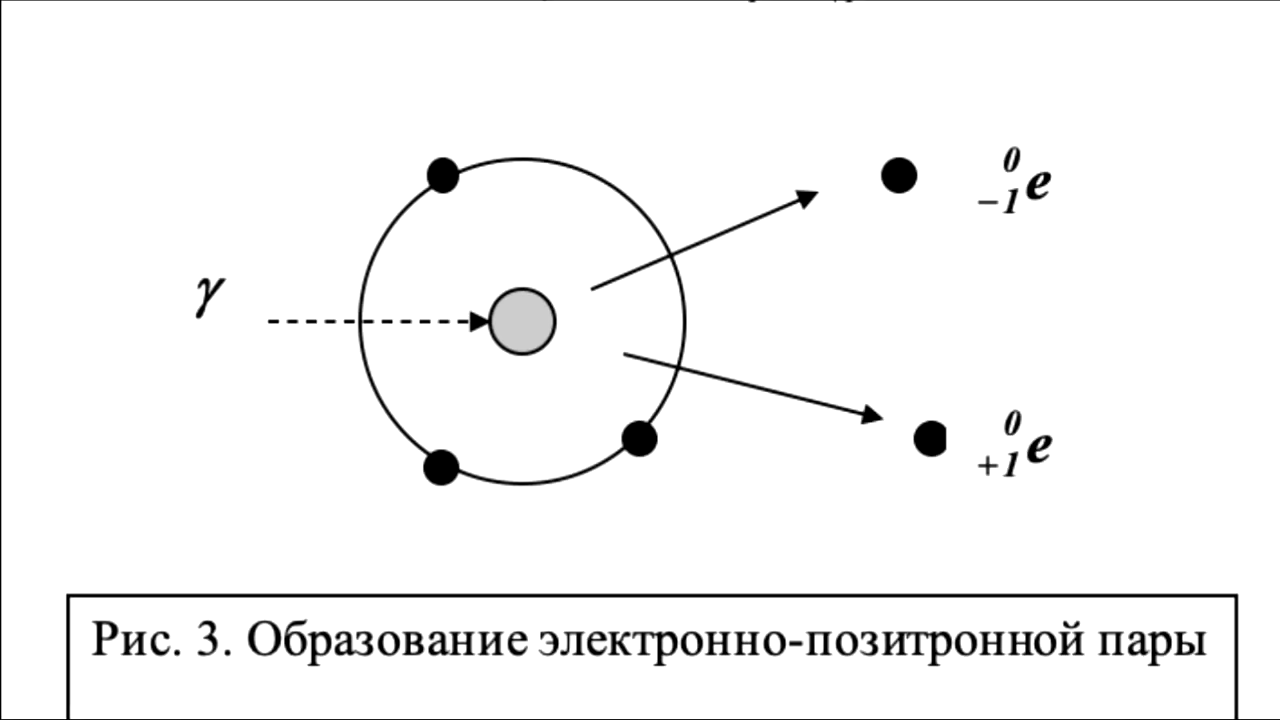 γ
⁰₋₁e
⁰₊₁e
Рис. 3. Образование электронно-позитронной пары